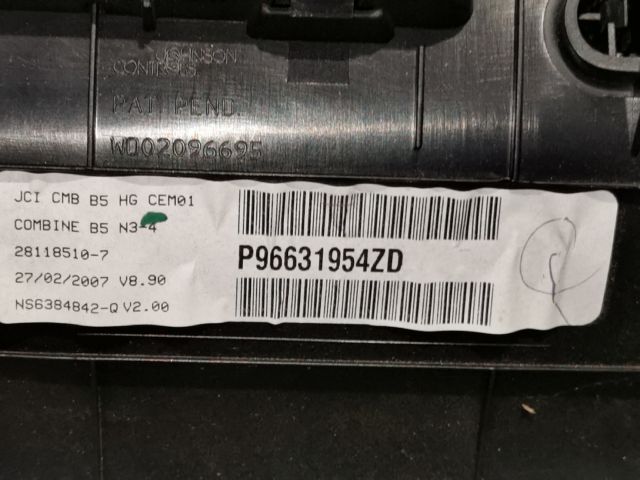 JOHNSON
CONTROLS
PAT PEND.
WO02096695
JCI CMB B5 HG CEM01
COMBINE B5 N3-4
28118510-7
27/02/2007 V8.90
NS6384842-Q V2.00
P96631954ZD